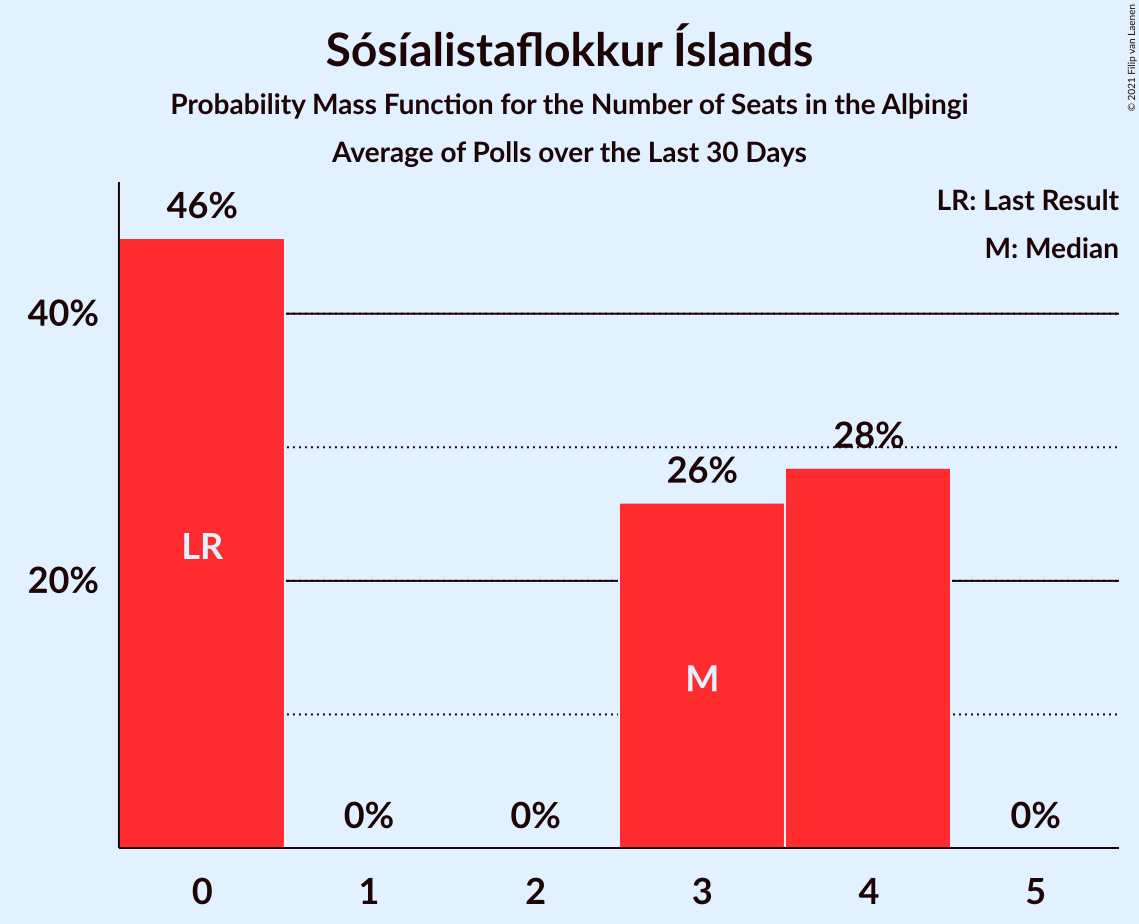 Sósíalistaflokkur Íslands
Probability Mass Function for the Number of Seats in the Alþingi
Average of Polls over the Last 30 Days
© 2021 Filip van Laenen
LR: Last Result
M: Median
46%
40%
28%
26%
LR
20%
M
0%
0%
0%
0
1
2
3
4
5